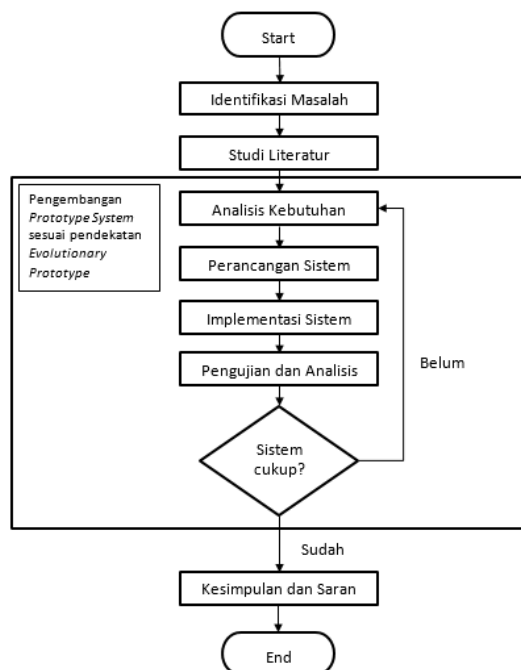 Start
Identifikasi Masalah
Studi Literatur
Pengembangan
Prototype System
sesuai pendekatan
Evolutionary
Prototype
Analisis Kebutuhan
Perancangan Sistem
Implementasi Sistem
Pengujian dan Analisis
Belum
Sistem
cukup?
Sudah
Kesimpulan dan Saran
End